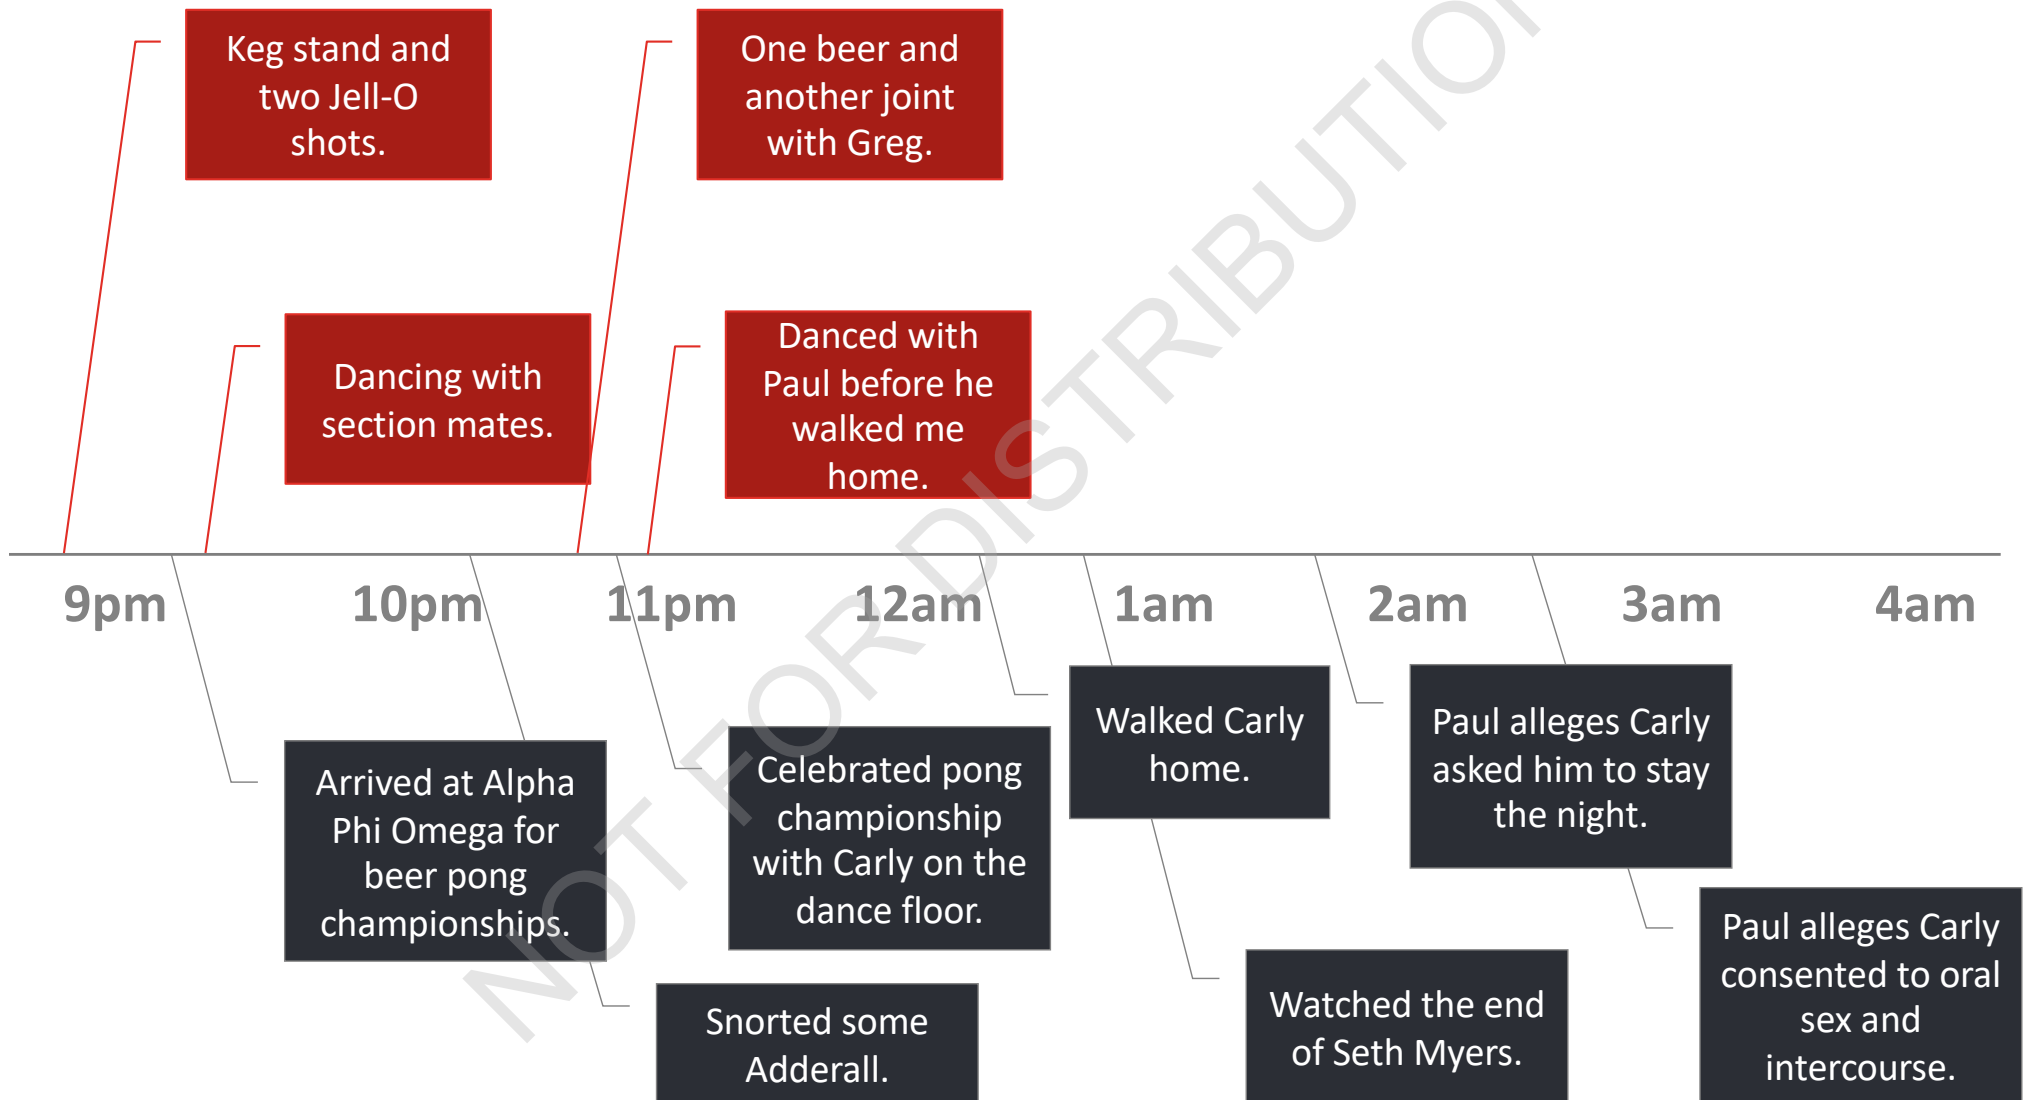 Keg stand and
two Jell-O
shots.
One beer and
another joint
with Greg.
Dancing with
section mates.
Danced with
Paul before he
walked me
home.
9pm
10pm
11pm
12am
1am
2am
3am
4am
Arrived at Alpha
Phi Omega for
beer pong
championships.
Snorted some
Adderall.
Celebrated pong
championship
with Carly on the
dance floor.
Walked Carly
home.
Watched the end
of Seth Myers.
Paul alleges Carly
asked him to stay
the night.
Paul alleges Carly
consented to oral
sex and
intercourse.
NOT FOR DISTRIBUTION